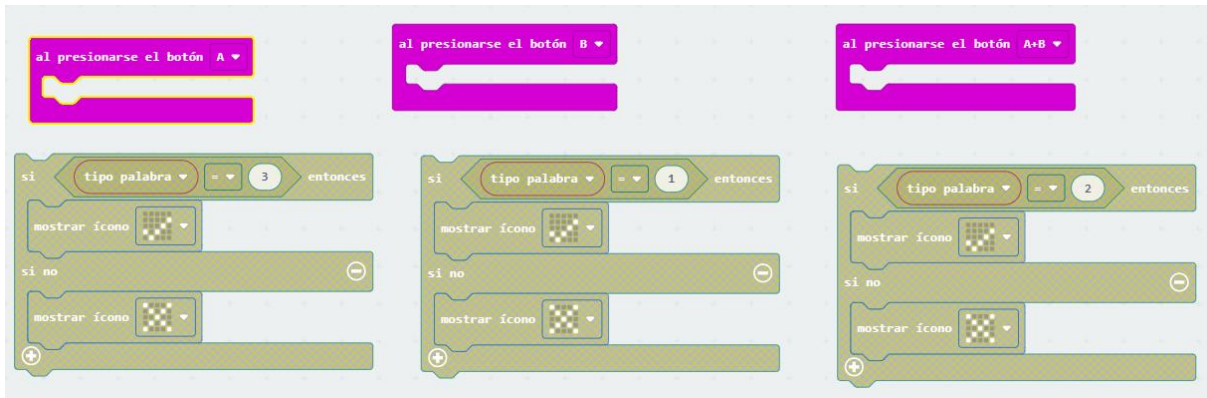 al presionarse el botón A
al presionarse el botón B
al presionarse el botón A+B
si tipo palabra = 3 entonces
mostrar ícono
si no
mostrar ícono
si tipo palabra = 1 entonces
mostrar ícono
si no
mostrar ícono
si tipo palabra = 2 entonces
mostrar ícono
si no
mostrar ícono